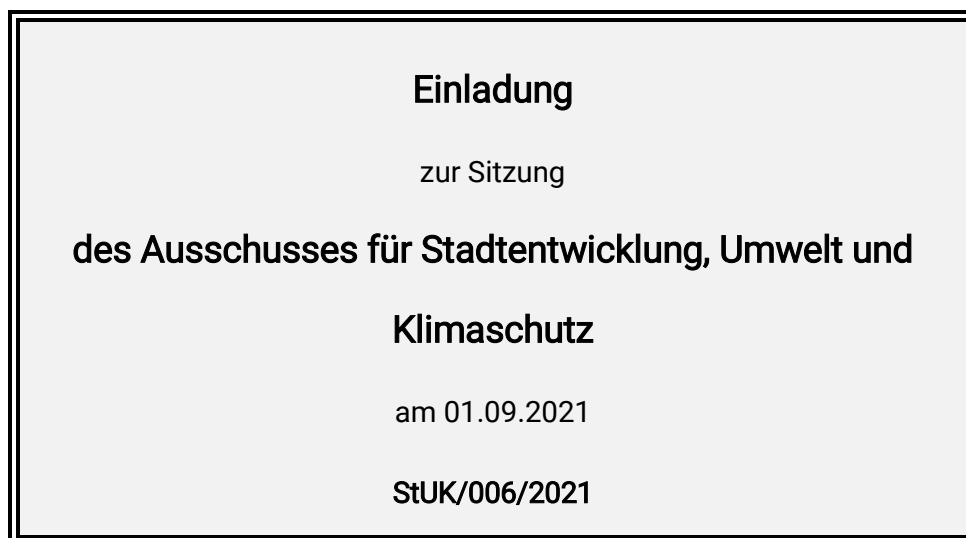 Einladung
zur Sitzung
des Ausschusses für Stadtentwicklung, Umwelt und
Klimaschutz
am 01.09.2021
StUK/006/2021